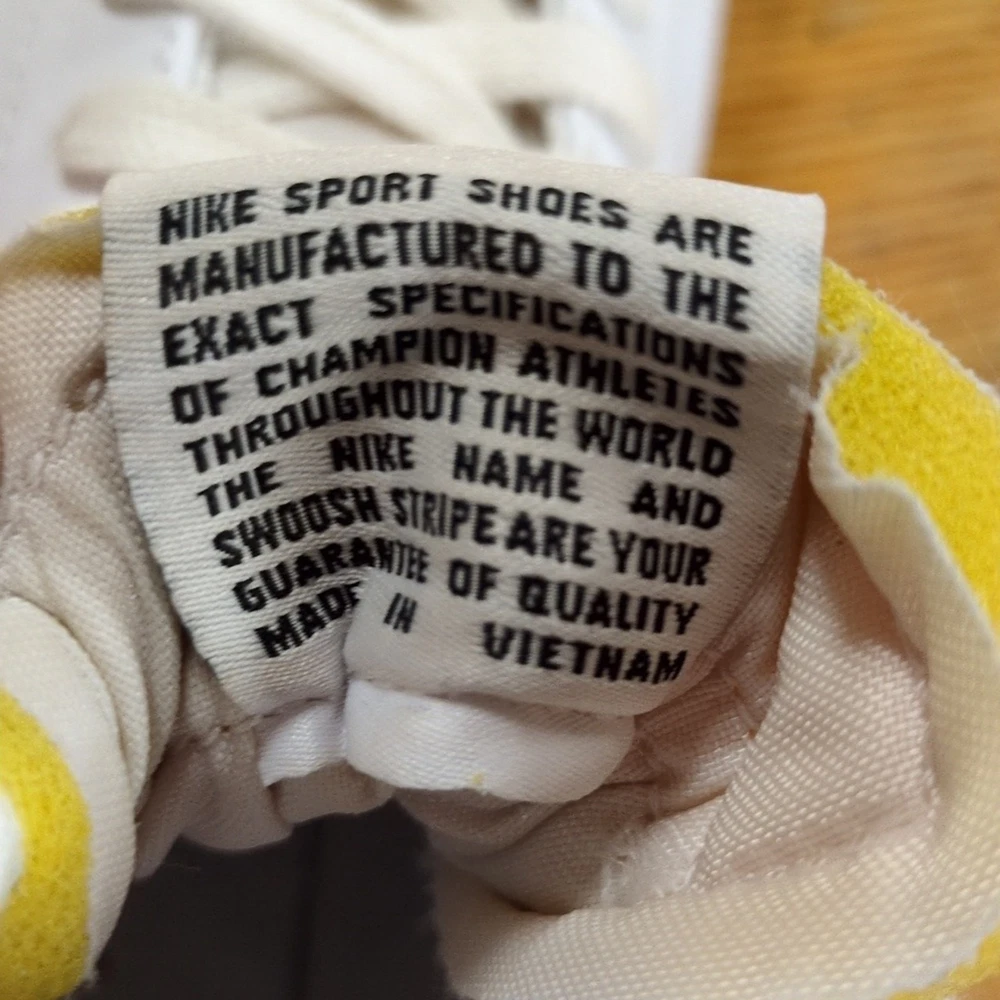 NIKE SPORT SHOES ARE
MANUFACTURED TO THE
EXACT SPECIFICATIONS
OF CHAMPION ATHLETES
THROUGHOUT THE WORLD
THE NIKE NAME AND
SWOOSH STRIPE ARE YOUR
GUARANTEE OF QUALITY
MADE IN VIETNAM